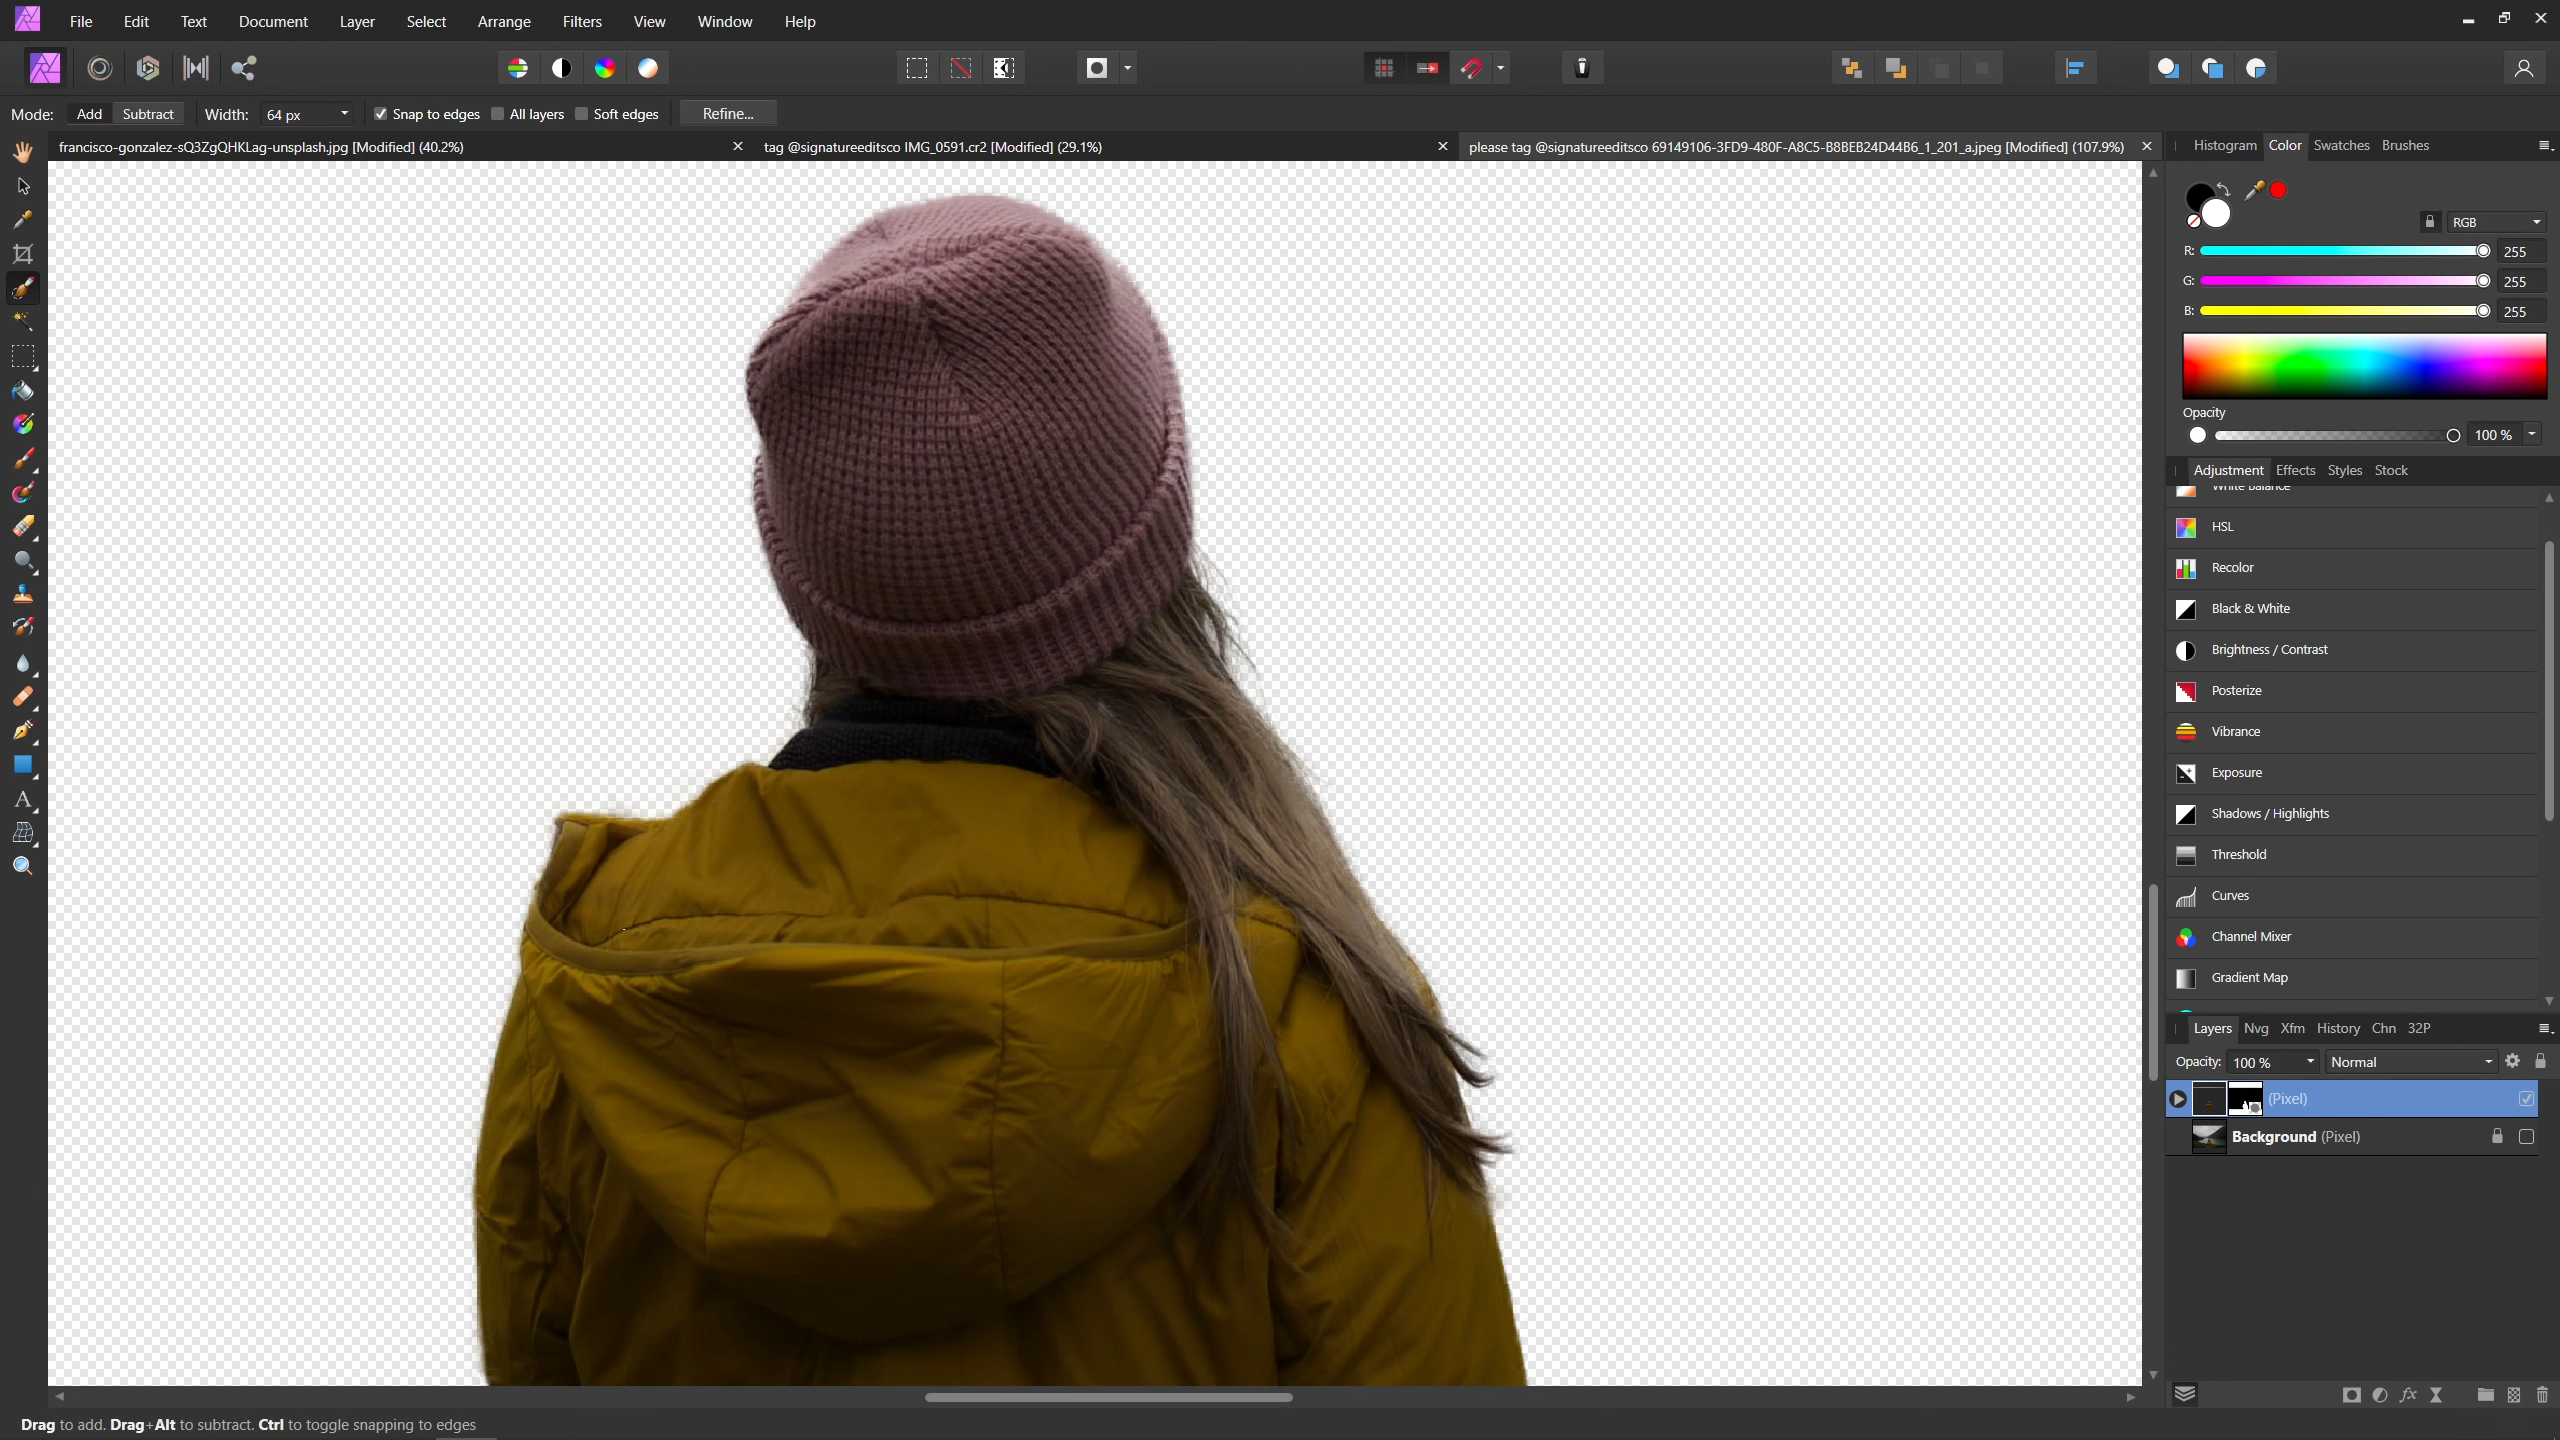 File Edit Text Document Layer Select Arrange Filters View Window Help
Mode: Add Subtract Width: 64 px Snap to edges All layers Soft edges Refine...
francisco-gonzalez-sQ3ZgQHKLag-unsplash.jpg [Modified] (40.2%) tag @signatureeditsco IMG_0591.cr2 [Modified] (29.1%) please tag @signatureeditsco 69149106-3FD9-480F-A8C5-B8BEB24D44B6_1_201_a.jpeg [Modified] (107.9%)
Histogram Color Swatches Brushes
RGB
R: 255
G: 255
B: 255
Opacity
100 %
Adjustment Effects Styles Stock
White Balance
HSL
Recolor
Black & White
Brightness / Contrast
Posterize
Vibrance
Exposure
Shadows / Highlights
Threshold
Curves
Channel Mixer
Gradient Map
Layers Nvg Xfm History Chn 32P
Opacity: 100 % Normal
(Pixel)
Background (Pixel)
Drag to add. Drag+Alt to subtract. Ctrl to toggle snapping to edges